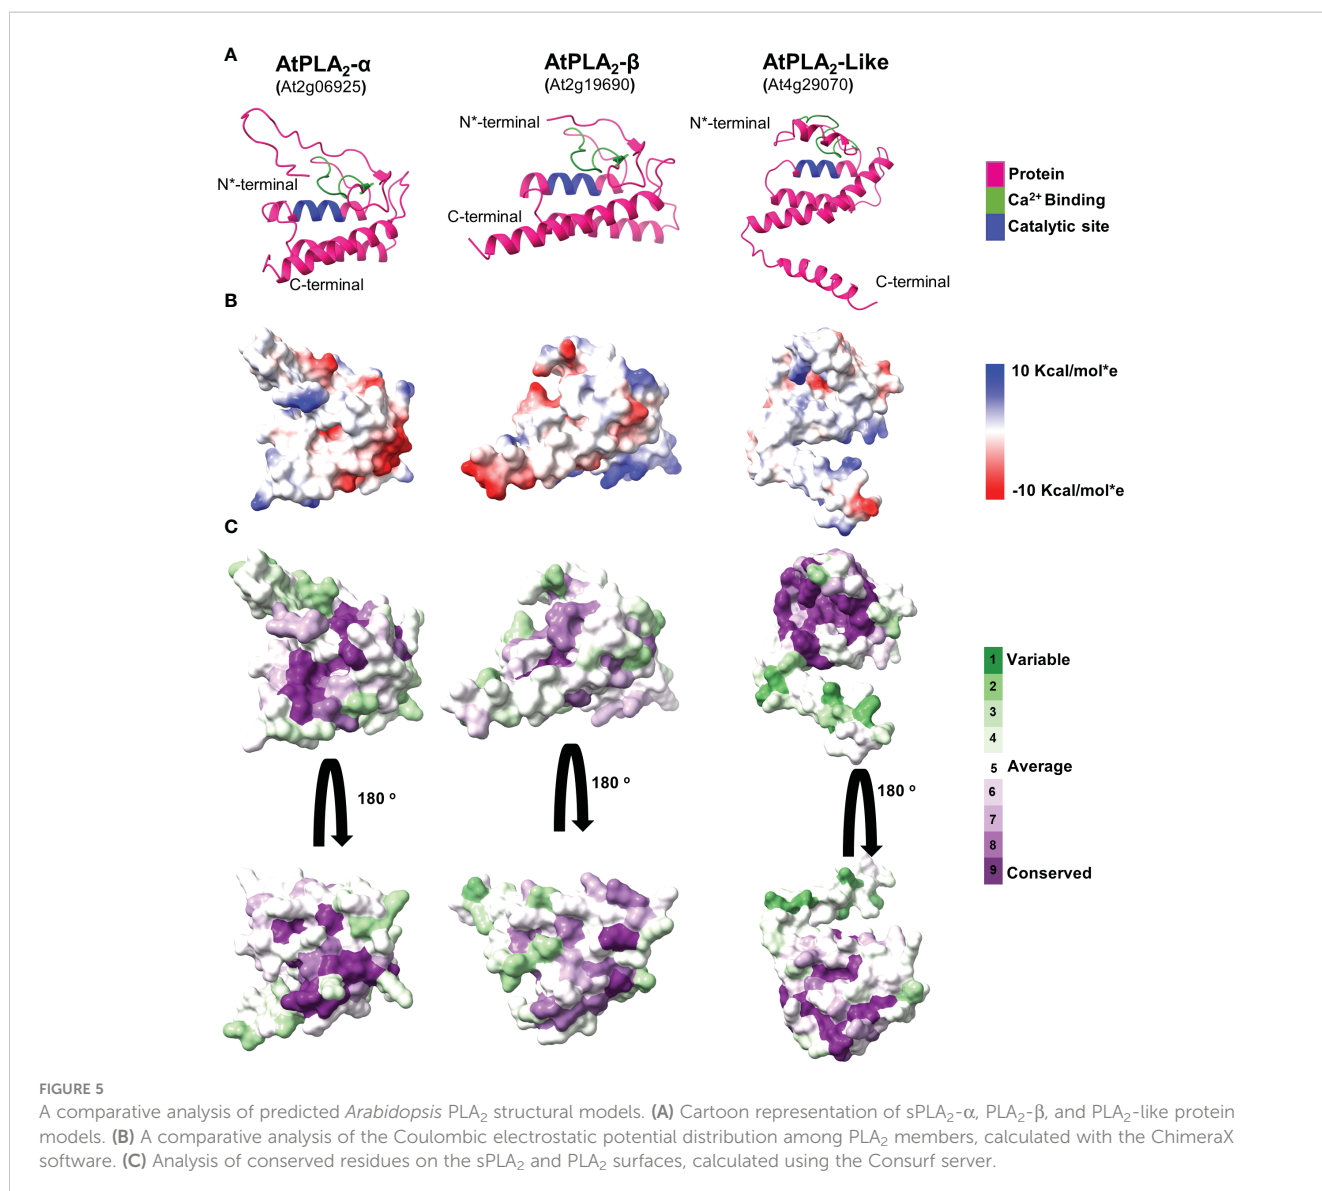 A
AtPLA2-α
(At2g06925)
AtPLA2-β
(At2g19690)
AtPLA2-Like
(At4g29070)
N*-terminal
C-terminal
N*-terminal
C-terminal
N*-terminal
C-terminal
Protein
Ca2+ Binding
Catalytic site
B
10 Kcal/mol*e
-10 Kcal/mol*e
C
180 o
180 o
180 o
1 Variable
2
3
4
5 Average
6
7
8
9 Conserved
FIGURE 5
A comparative analysis of predicted Arabidopsis PLA2 structural models. (A) Cartoon representation of sPLA2-α, PLA2-β, and PLA2-like protein
models. (B) A comparative analysis of the Coulombic electrostatic potential distribution among PLA2 members, calculated with the ChimeraX
software. (C) Analysis of conserved residues on the sPLA2 and PLA2 surfaces, calculated using the Consurf server.